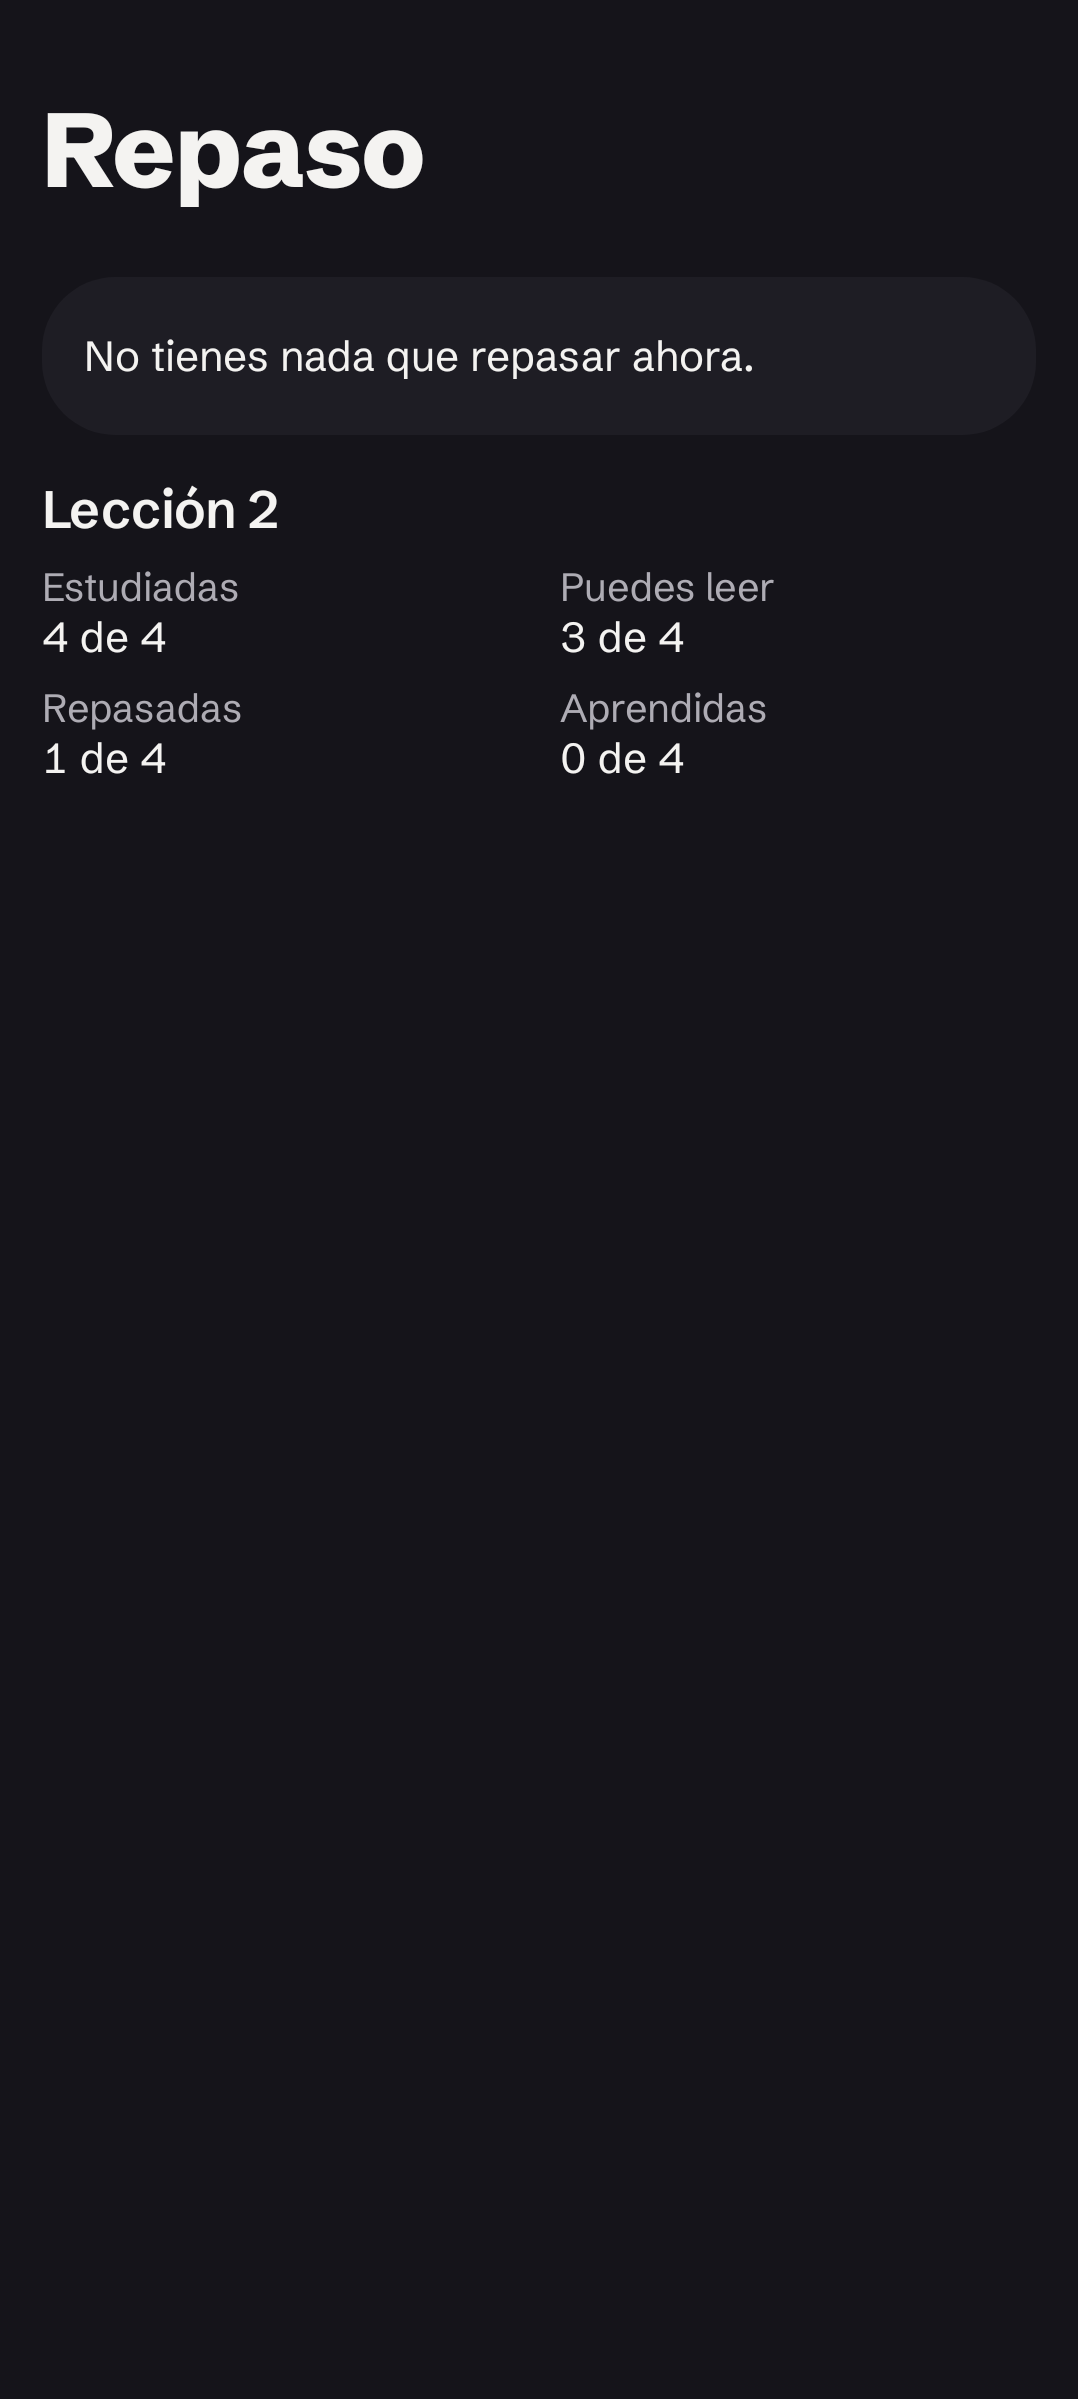 Repaso
No tienes nada que repasar ahora.
Lección 2
Estudiadas
4 de 4
Puedes leer
3 de 4
Repasadas
1 de 4
Aprendidas
0 de 4